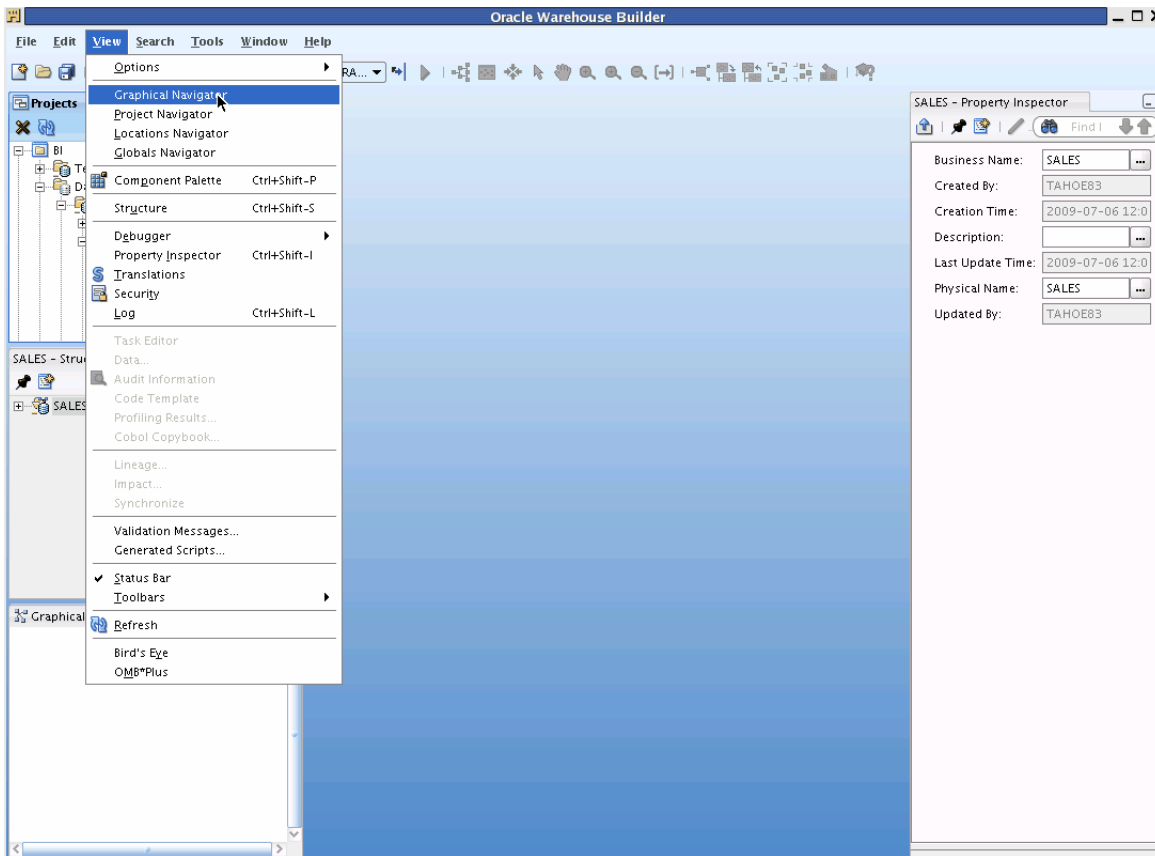 Oracle Warehouse Builder
File Edit View Search Tools Window Help
RA...
Options
Graphical Navigator
Project Navigator
Locations Navigator
Globals Navigator
Component Palette Ctrl+Shift-P
Structure Ctrl+Shift-S
Debugger
Property Inspector Ctrl+Shift-I
Translations
Security
Log Ctrl+Shift-L
Task Editor
Data...
Audit Information
Code Template
Profiling Results...
Cobol Copybook...
Lineage...
Impact...
Synchronize
Validation Messages...
Generated Scripts...
Status Bar
Toolbars
Refresh
Bird's Eye
OMB*Plus
Projects
BI
Te
Da
SALES - Stru
SALES
Graphical
SALES - Property Inspector
Find
Business Name: SALES ...
Created By: TAHOE83
Creation Time: 2009-07-06 12:0
Description: ...
Last Update Time: 2009-07-06 12:0
Physical Name: SALES ...
Updated By: TAHOE83